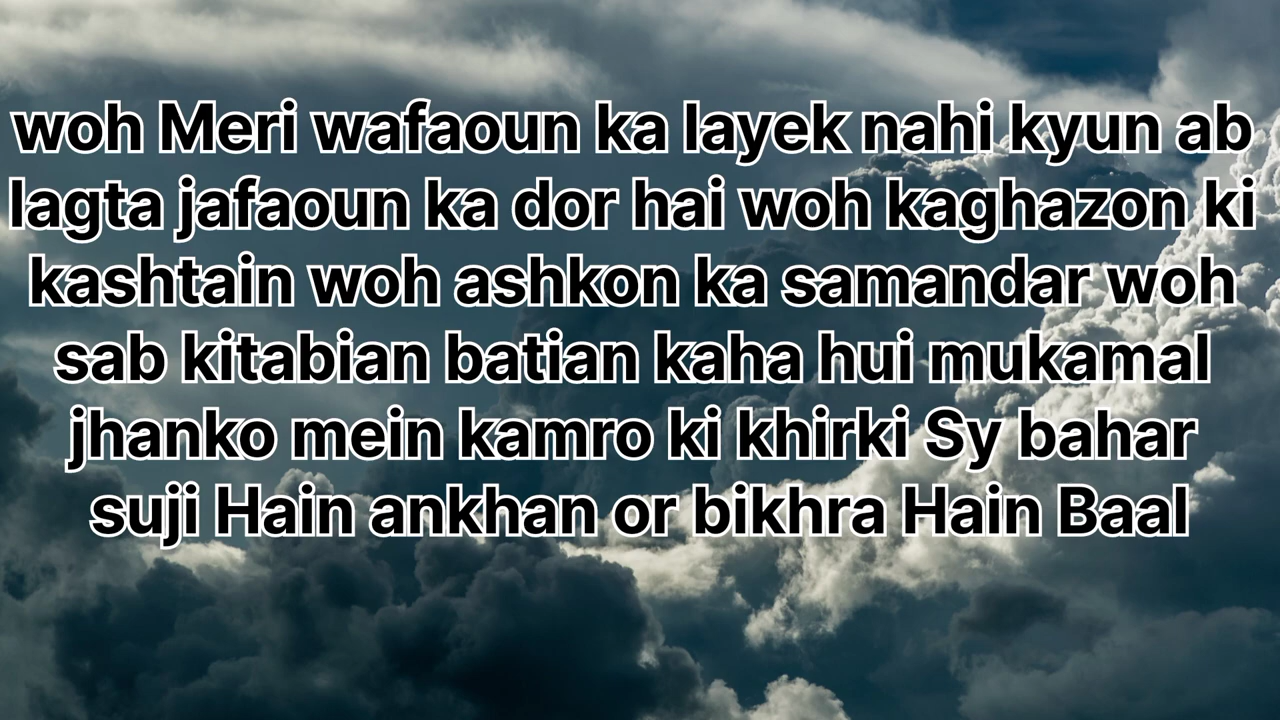 woh Meri wafaoun ka layek nahi kyun ab
lagta jafaoun ka dor hai woh kaghazon ki
kashtain woh ashkon ka samandar woh
sab kitabian batian kaha hui mukamal
jhanko mein kamro ki khirki Sy bahar
suji Hain ankhan or bikhra Hain Baal